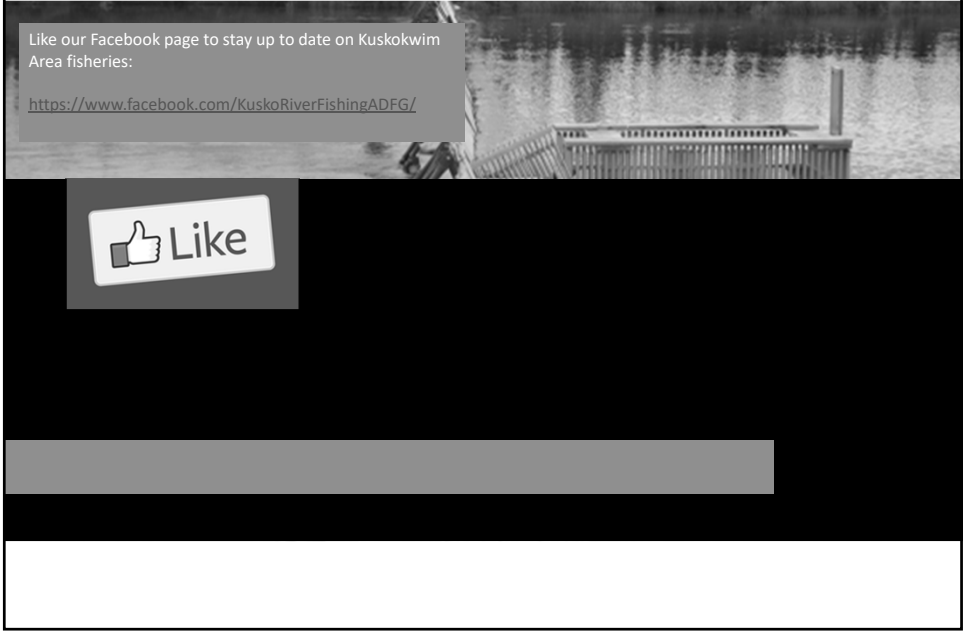 Like our Facebook page to stay up to date on Kuskokwim
Area fisheries:
https://www.facebook.com/KuskoRiverFishingADFG/
Like